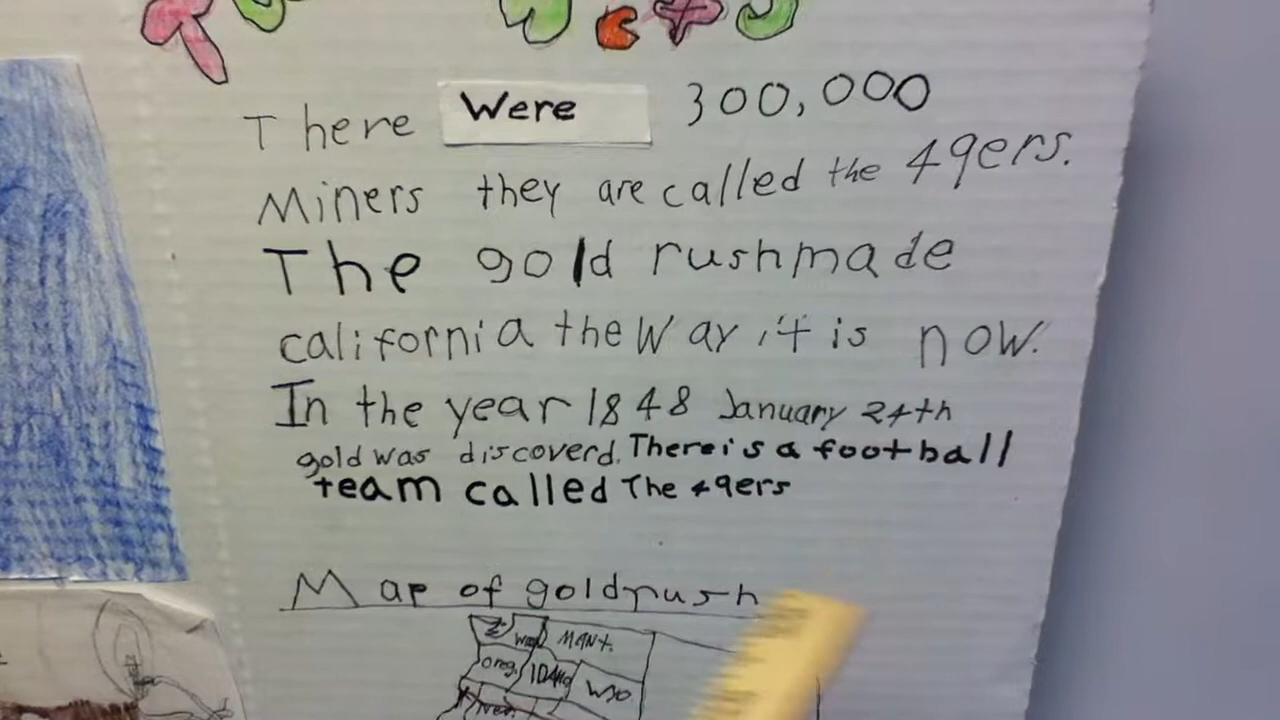 There Were 300,000
Miners they are called the 49ers.
The gold rushmade
california the way it is now.
In the year 1848 January 24th
gold was discoverd. There is a football
team called The 49ers
Map of goldrush
MANt.
oreg. IDAHo
Nev.